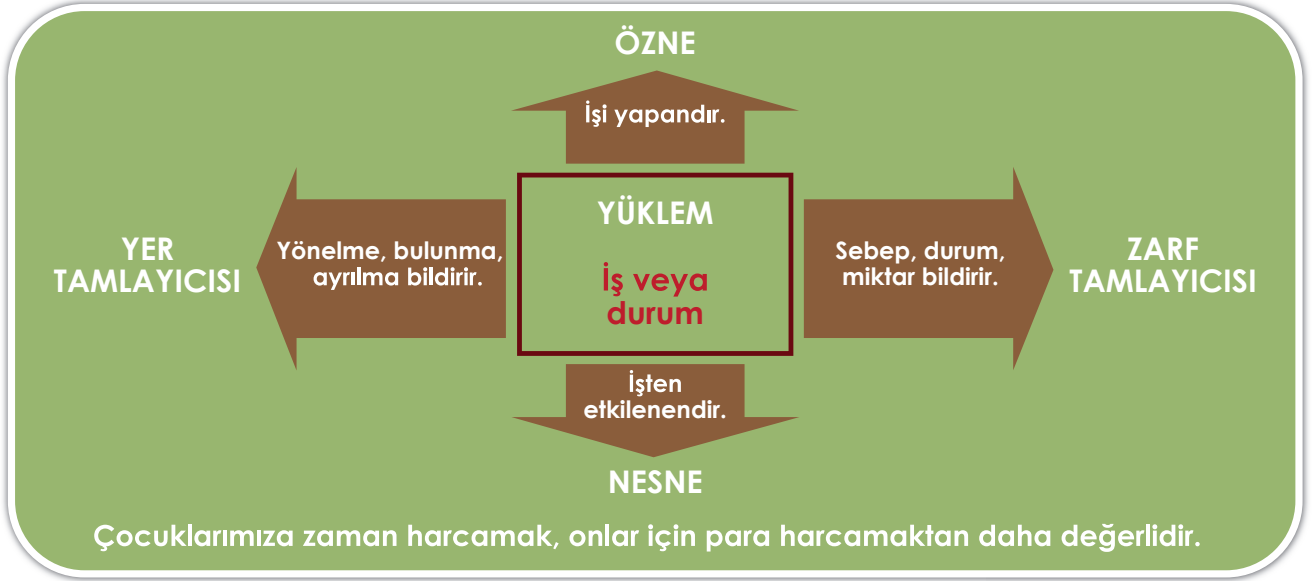 ÖZNE
İşi yapandır.
YER
TAMLAYICISI
Yönelme, bulunma,
ayrılma bildirir.
YÜKLEM
İş veya
durum
Sebep, durum,
miktar bildirir.
ZARF
TAMLAYICISI
İşten
etkilenendir.
NESNE
Çocuklarımıza zaman harcamak, onlar için para harcamaktan daha değerlidir.